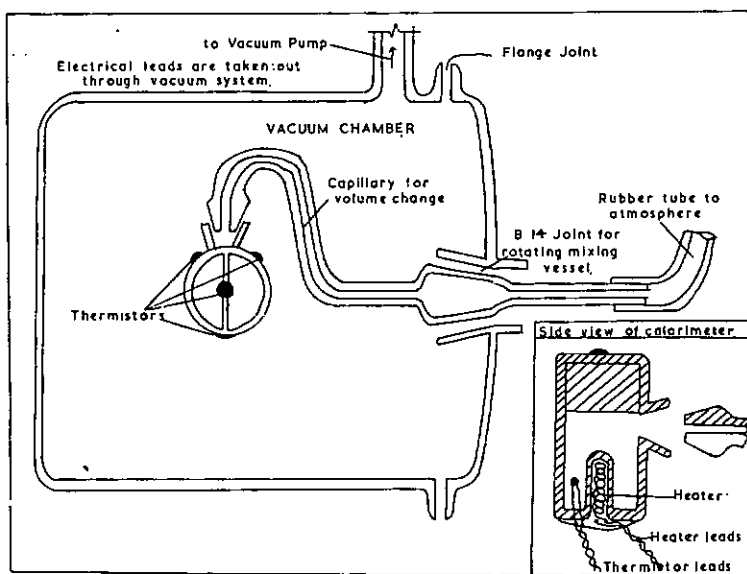 to Vacuum Pump
Electrical leads are taken out
through vacuum system.
Flange Joint
VACUUM CHAMBER
Capillary for
volume change
Rubber tube to
atmosphere
B 14 Joint for
rotating mixing
vessel.
Thermistors
Side view of calorimeter
Heater
Heater leads
Thermistor leads